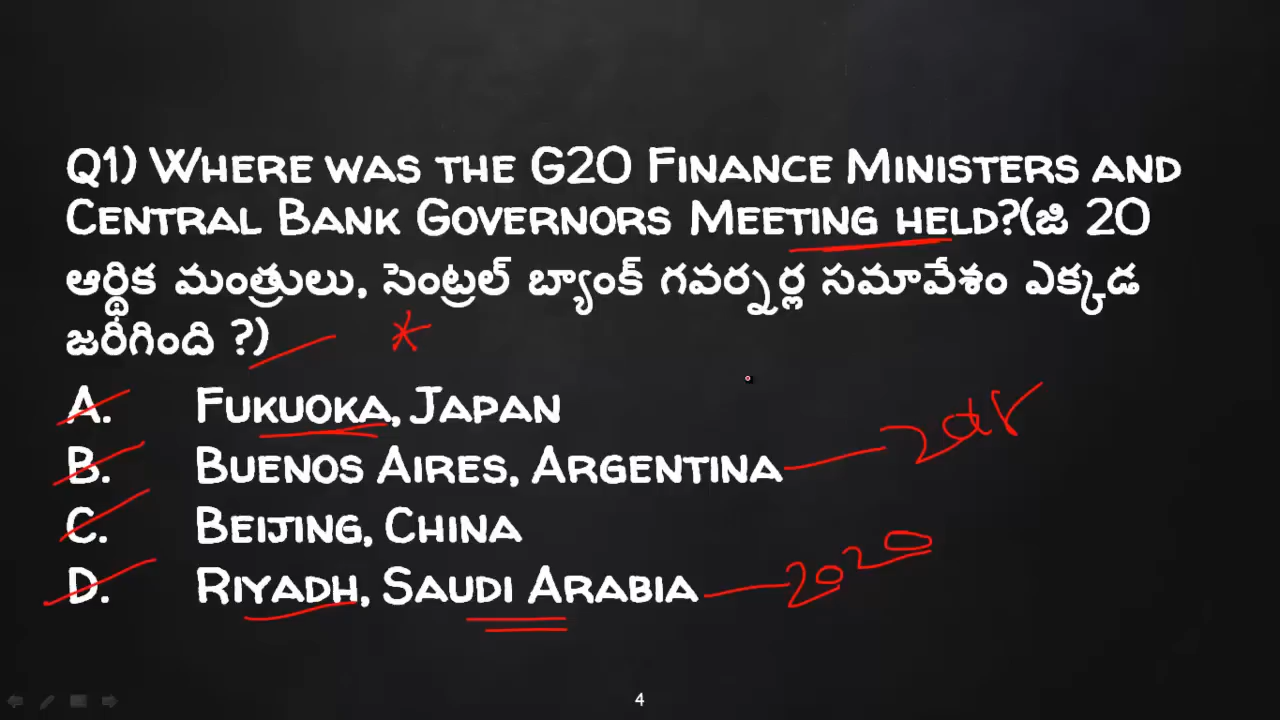 Q1) WHERE WAS THE G20 FINANCE MINISTERS AND
CENTRAL BANK GOVERNORS MEETING HELD?(జి 20
ఆర్థిక మంత్రులు, సెంట్రల్ బ్యాంక్ గవర్నర్ల సమావేశం ఎక్కడ
జరిగింది ?)
A. FUKUOKA, JAPAN
B. BUENOS AIRES, ARGENTINA 2018
C. BEIJING, CHINA
D. RIYADH, SAUDI ARABIA 2020
4